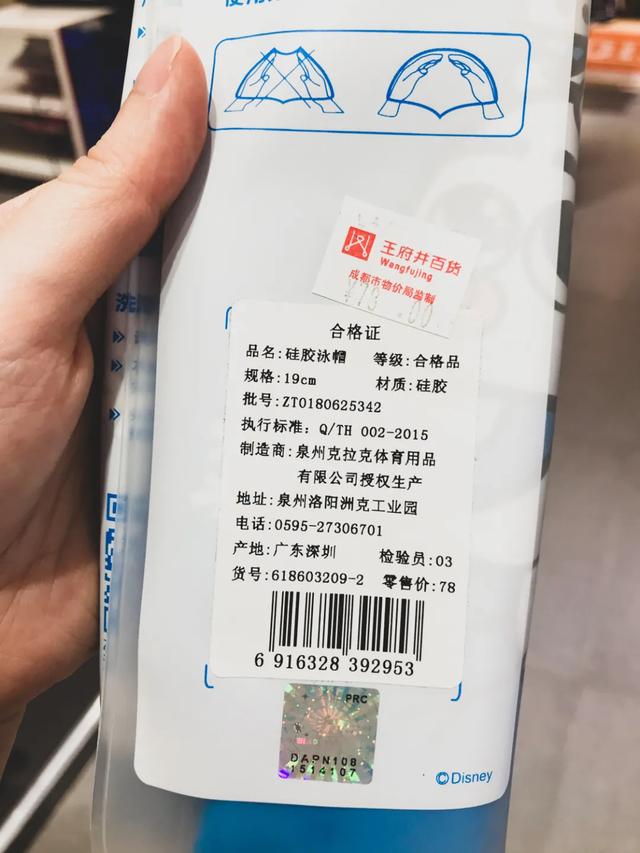 王府井百货
Wangfujing
成都市物价局监制
合格证
品名:硅胶泳帽 等级:合格品
规格:19cm 材质:硅胶
批号:ZT0180625342
执行标准: Q/TH 002-2015
制造商:泉州克拉克体育用品
有限公司授权生产
地址:泉州洛阳洲克工业园
电话:0595-27306701
产地:广东深圳 检验员:03
货号:618603209-2 零售价:78
6 916328 392953
PRC
DAPN108
1514107
©Disney